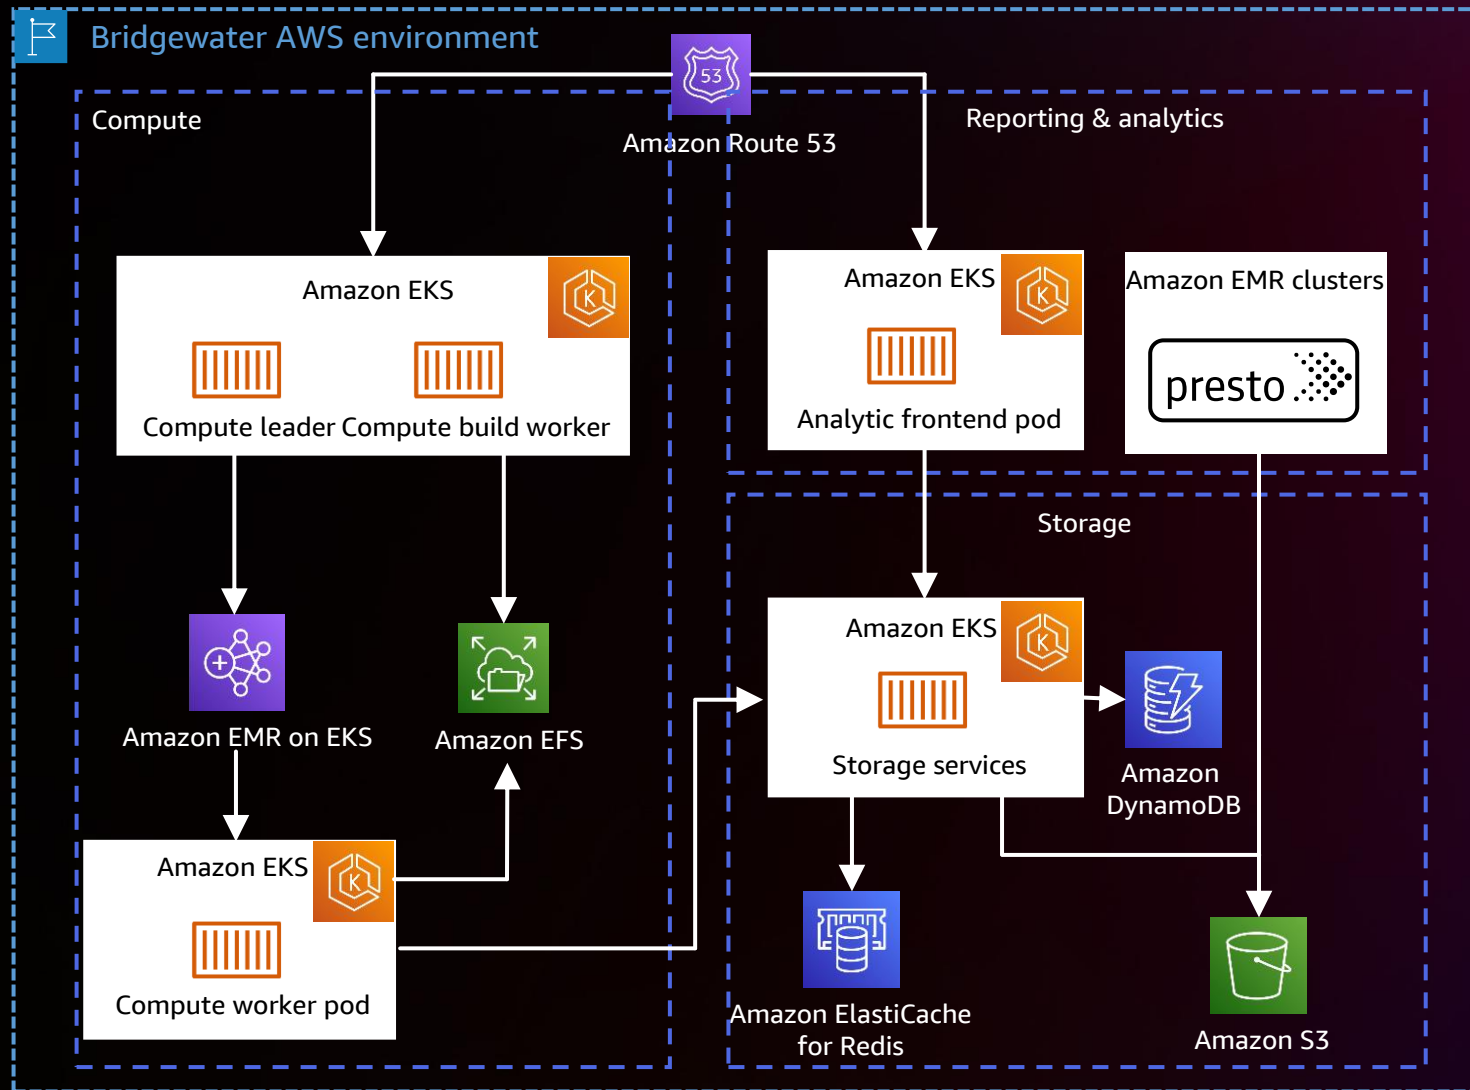 Bridgewater AWS environment
53
Amazon Route 53
Compute
Reporting & analytics
Amazon EKS
K
Compute leader
Compute build worker
Amazon EKS
K
Analytic frontend pod
Amazon EMR clusters
presto
Storage
Amazon EMR on EKS
Amazon EFS
Amazon EKS
K
Storage services
Amazon
DynamoDB
Amazon EKS
K
Compute worker pod
Amazon ElastiCache
for Redis
Amazon S3